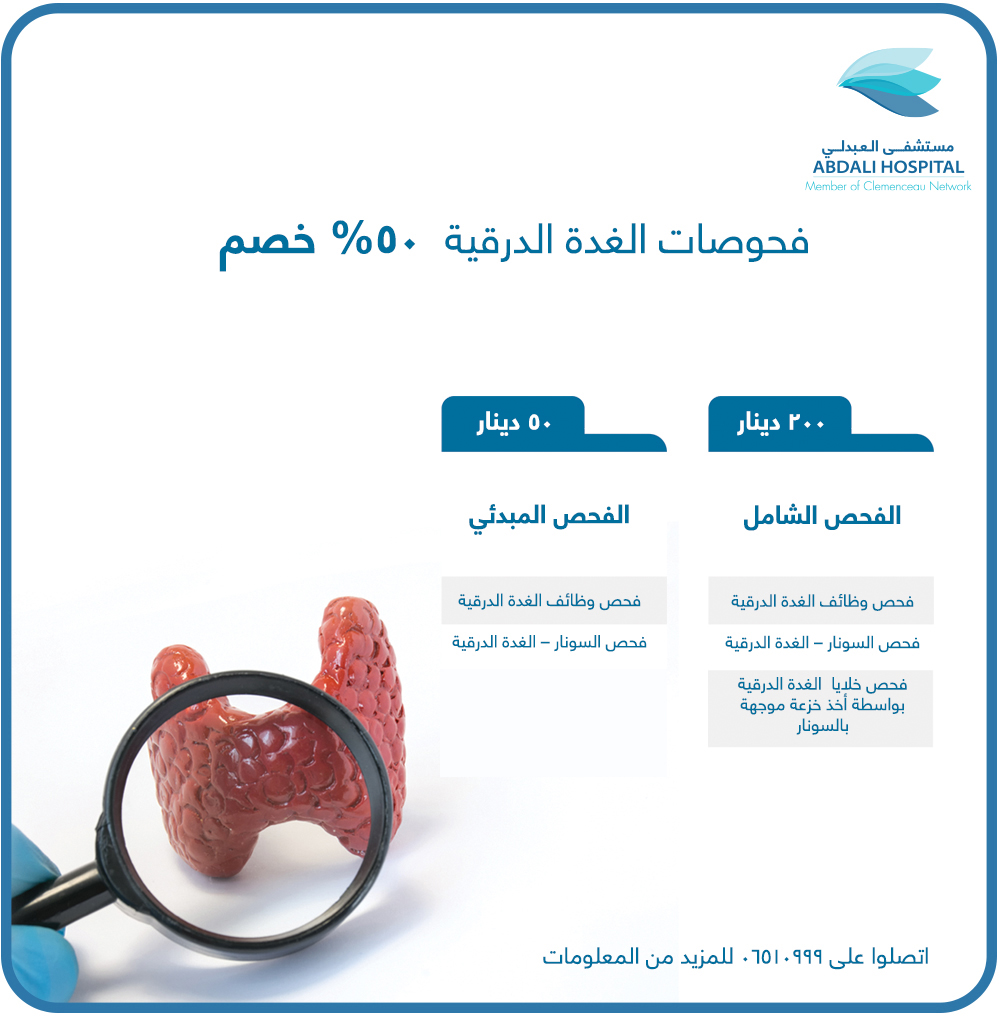 مستشفى العبدلي
ABDALI HOSPITAL
Member of Clemenceau Network
فحوصات الغدة الدرقية ٥٠% خصم
٢٠٠ دينار
الفحص الشامل
فحص وظائف الغدة الدرقية
فحص السونار – الغدة الدرقية
فحص خلايا الغدة الدرقية
بواسطة أخذ خزعة موجهة
بالسونار
٥٠ دينار
الفحص المبدئي
فحص وظائف الغدة الدرقية
فحص السونار – الغدة الدرقية
اتصلوا على ٠٦٥١٠٩٩٩ للمزيد من المعلومات